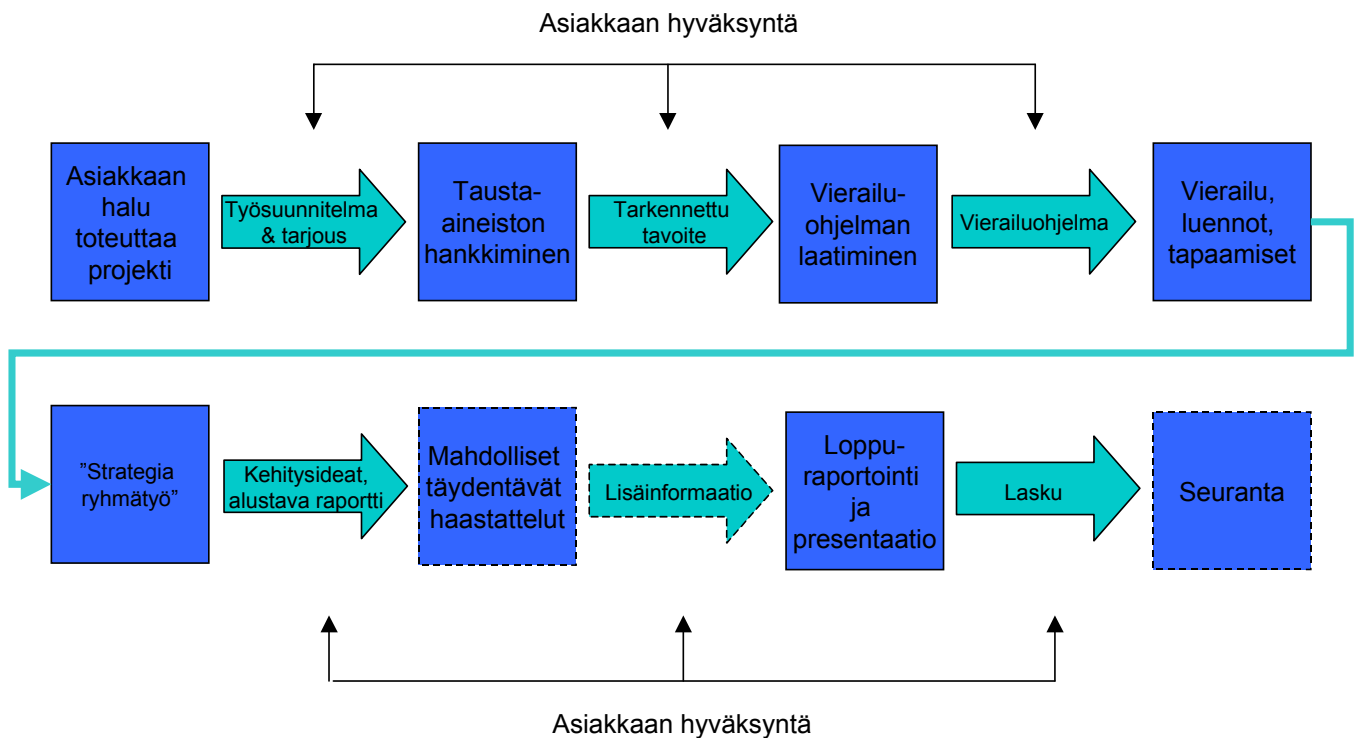 Asiakkaan hyväksyntä
Asiakkaan
halu
toteuttaa
projekti
Työsuunnitelma
& tarjous
Tausta-
aineiston
hankkiminen
Tarkennettu
tavoite
Vierailu-
ohjelman
laatiminen
Vierailuohjelma
Vierailu,
luennot,
tapaamiset
”Strategia
ryhmätyö”
Kehitysideat,
alustava raportti
Mahdolliset
täydentävät
haastattelut
Lisäinformaatio
Loppu-
raportointi
ja
presentaatio
Lasku
Seuranta
Asiakkaan hyväksyntä